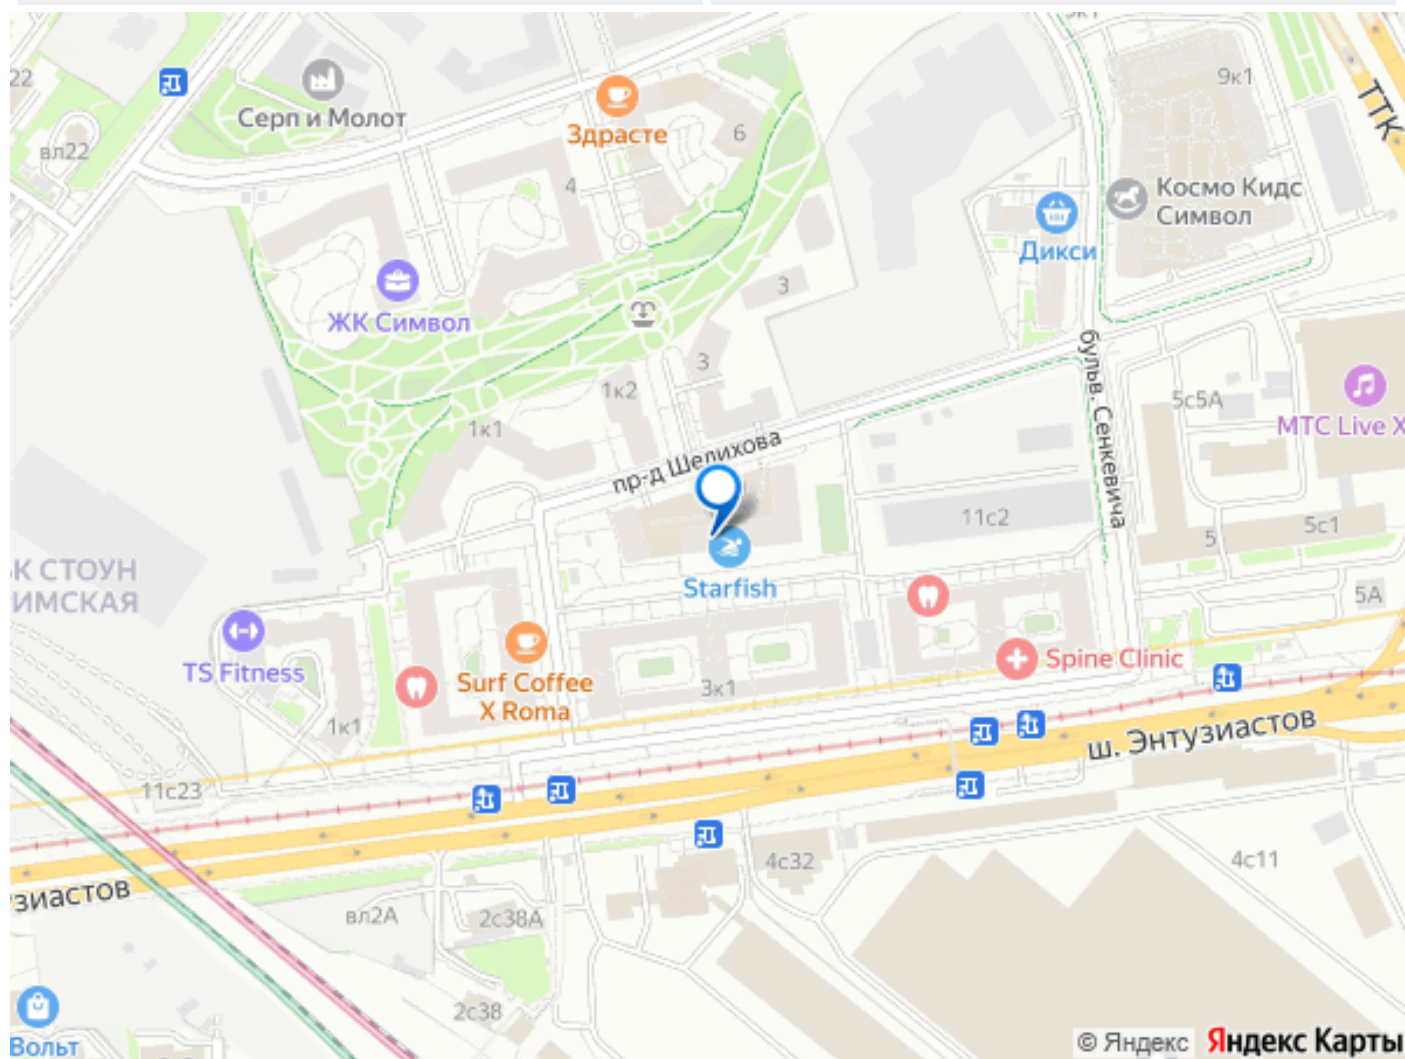 9к1
22
ТТК
Серп и Молот
Здрасте
6
вл22
4
Космо Кидс
Символ
Дикси
3
ЖК Символ
бульв. Сенкевича
3
1к2
5с5А
1к1
МТС Live X
пр-д Шелихова
11с2
5с1
5
К СТОУН
ИМСКАЯ
Starfish
5А
TS Fitness
Surf Coffee
X Roma
Spine Clinic
3к1
1к1
ш. Энтузиастов
11с23
4с32
4с11
зиастов
вл2А
2с38А
2с38
Вольт
© Яндекс Яндекс Карты